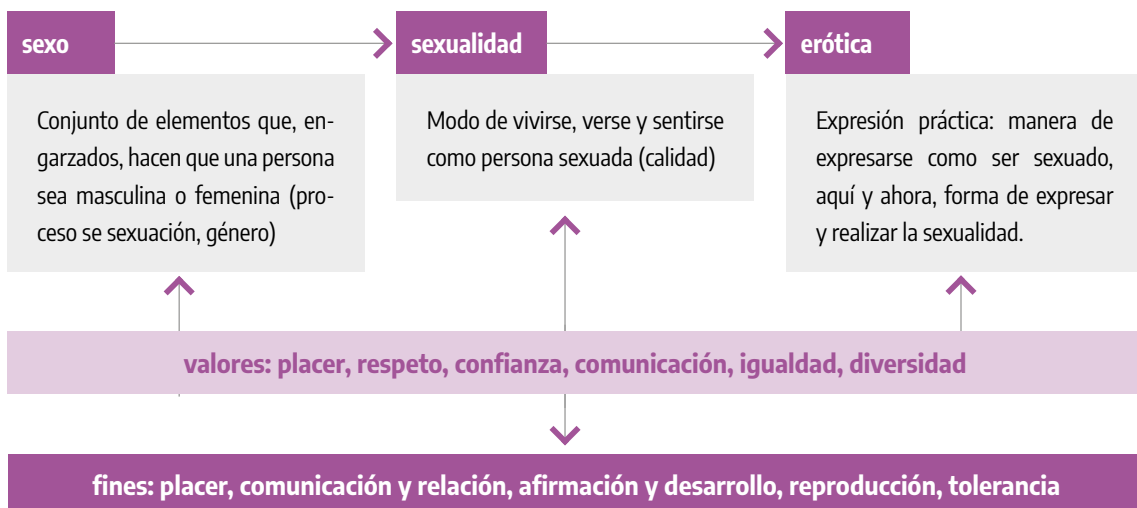 sexo
Conjunto de elementos que, en-
garzados, hacen que una persona
sea masculina o femenina (pro-
ceso se sexuación, género)
sexualidad
Modo de vivirse, verse y sentirse
como persona sexuada (calidad)
erótica
Expresión práctica: manera de
expresarse como ser sexuado,
aquí y ahora, forma de expresar
y realizar la sexualidad.
valores: placer, respeto, confianza, comunicación, igualdad, diversidad
fines: placer, comunicación y relación, afirmación y desarrollo, reproducción, tolerancia